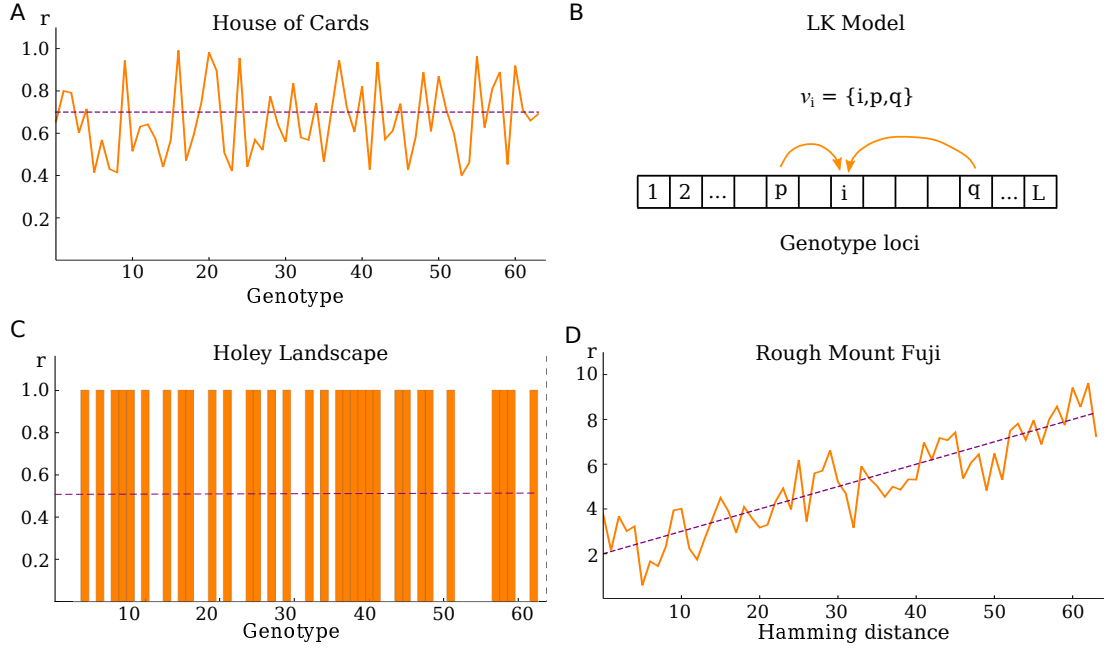 A
r
House of Cards
1.0
0.8
0.6
0.4
0.2
10 20 30 40 50 60
Genotype
B
LK Model
νi = {i,p,q}
1 2 ... p i q ... L
Genotype loci
C
r
Holey Landscape
1.0
0.8
0.6
0.4
0.2
10 20 30 40 50 60
Genotype
D
r
Rough Mount Fuji
10
8
6
4
2
10 20 30 40 50 60
Hamming distance